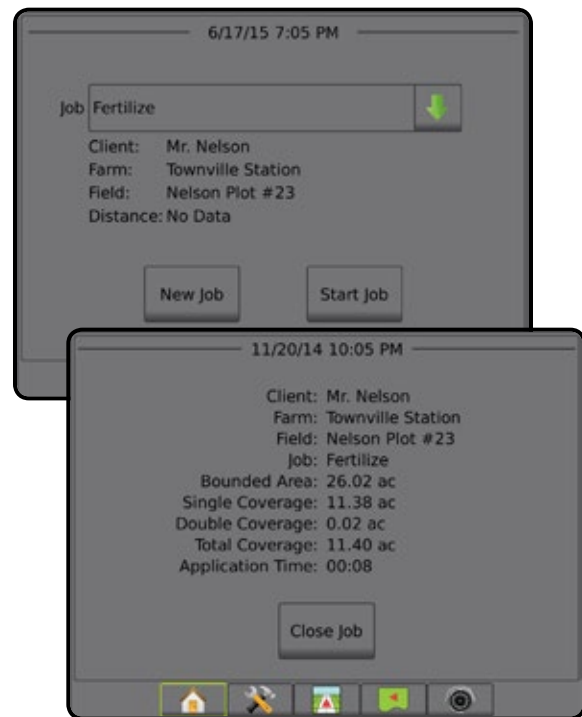 6/17/15 7:05 PM
Job Fertilize
Client: Mr. Nelson
Farm: Townville Station
Field: Nelson Plot #23
Distance: No Data
New Job Start Job
11/20/14 10:05 PM
Client: Mr. Nelson
Farm: Townville Station
Field: Nelson Plot #23
Job: Fertilize
Bounded Area: 26.02 ac
Single Coverage: 11.38 ac
Double Coverage: 0.02 ac
Total Coverage: 11.40 ac
Application Time: 00:08
Close Job